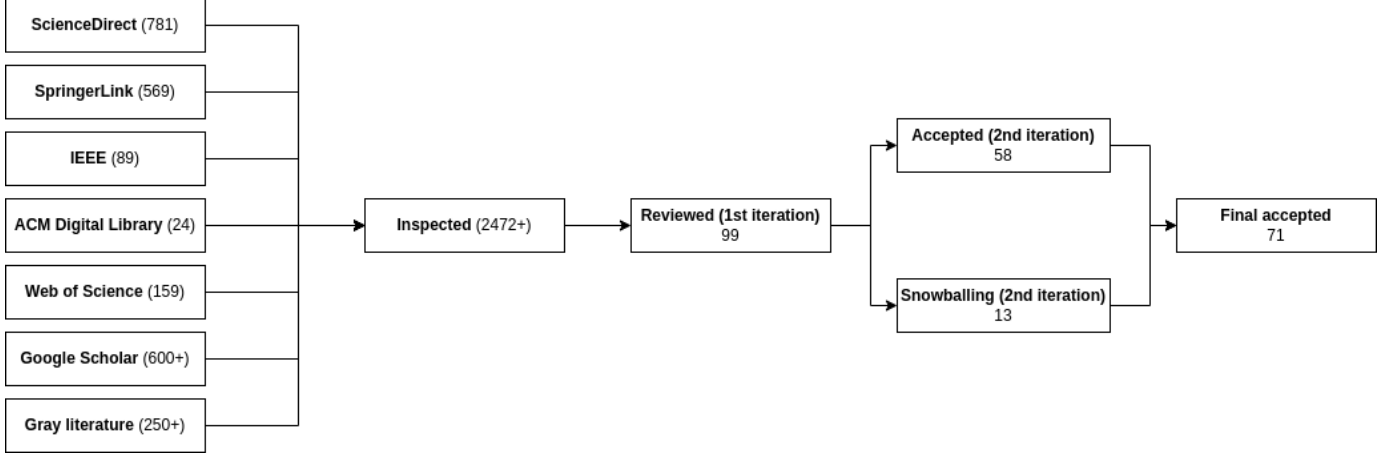 ScienceDirect (781)
SpringerLink (569)
IEEE (89)
ACM Digital Library (24)
Web of Science (159)
Google Scholar (600+)
Gray literature (250+)
Inspected (2472+)
Reviewed (1st iteration)
99
Accepted (2nd iteration)
58
Snowballing (2nd iteration)
13
Final accepted
71